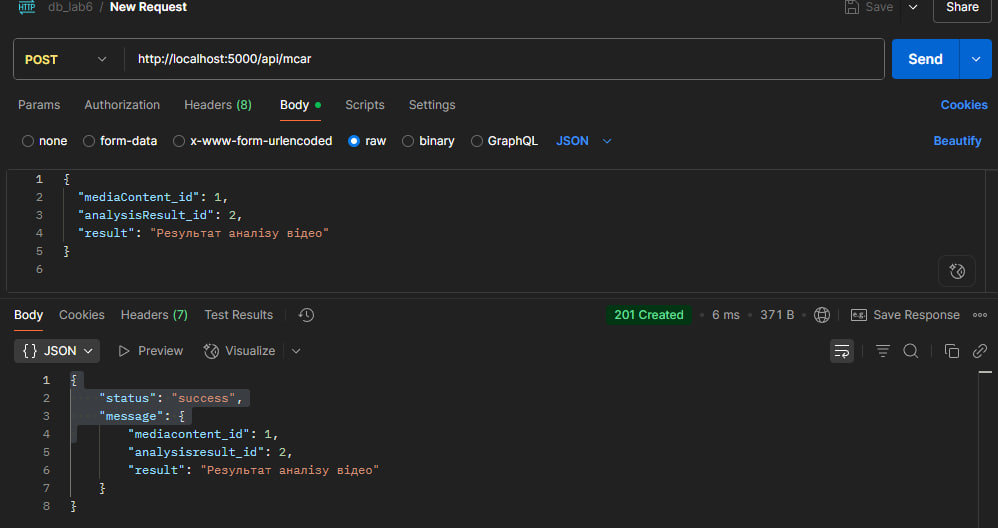 HTTP db_lab6 / New Request Save Share
POST http://localhost:5000/api/mcar Send
Params Authorization Headers (8) Body Scripts Settings Cookies
none form-data x-www-form-urlencoded raw binary GraphQL JSON Beautify
1 {
2 "mediaContent_id": 1,
3 "analysisResult_id": 2,
4 "result": "Результат аналізу відео"
5 }
6
Body Cookies Headers (7) Test Results 201 Created • 6 ms • 371 B e.g. Save Response
{} JSON Preview Visualize
1 {
2 "status": "success",
3 "message": {
4 "mediacontent_id": 1,
5 "analysisresult_id": 2,
6 "result": "Результат аналізу відео"
7 }
8 }